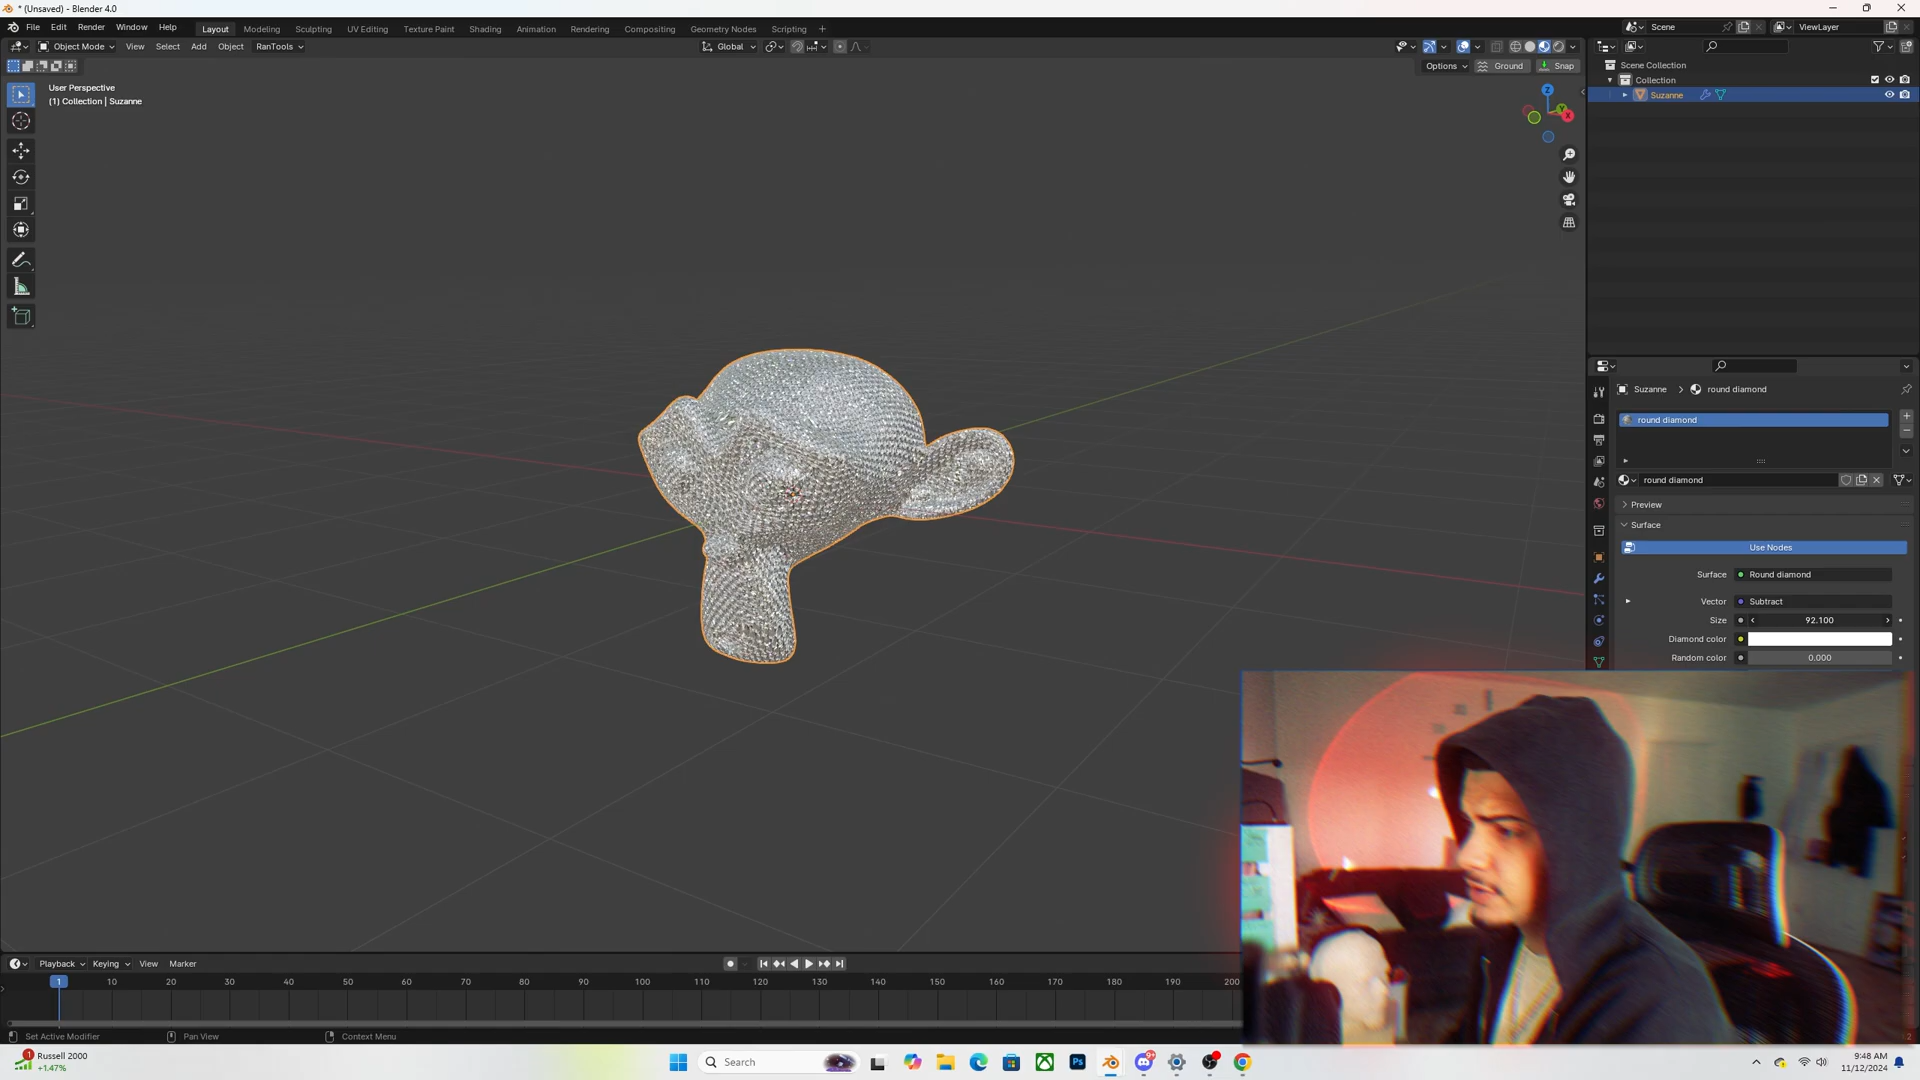 * (Unsaved) - Blender 4.0
File Edit Render Window Help Layout Modeling Sculpting UV Editing Texture Paint Shading Animation Rendering Compositing Geometry Nodes Scripting + Scene ViewLayer
Object Mode View Select Add Object RanTools Global
Options Ground Snap
User Perspective
(1) Collection | Suzanne
Z
Y
X
Scene Collection
Collection
Suzanne
Suzanne > round diamond
round diamond
round diamond
Preview
Surface
Use Nodes
Surface Round diamond
Vector Subtract
Size 92.100
Diamond color
Random color 0.000
Playback Keying View Marker
1 10 20 30 40 50 60 70 80 90 100 110 120 130 140 150 160 170 180 190 200
Set Active Modifier Pan View Context Menu
1 Russell 2000
+1.47%
Search
Ps
9+
9:48 AM
11/12/2024